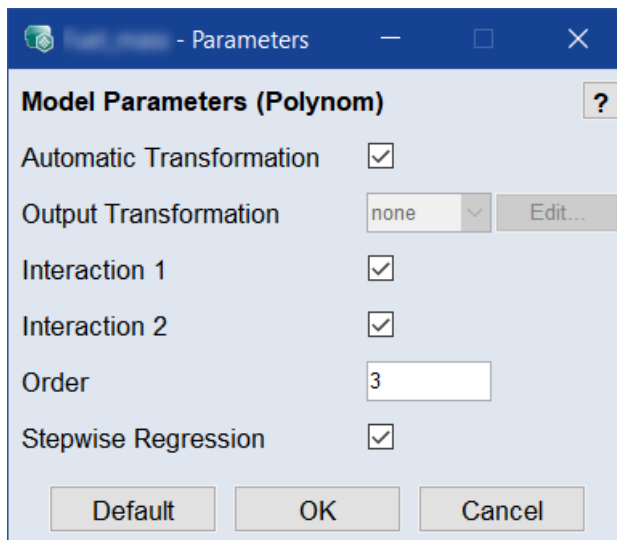 - Parameters
Model Parameters (Polynom)
?
Automatic Transformation
Output Transformation none Edit...
Interaction 1
Interaction 2
Order 3
Stepwise Regression
Default OK Cancel